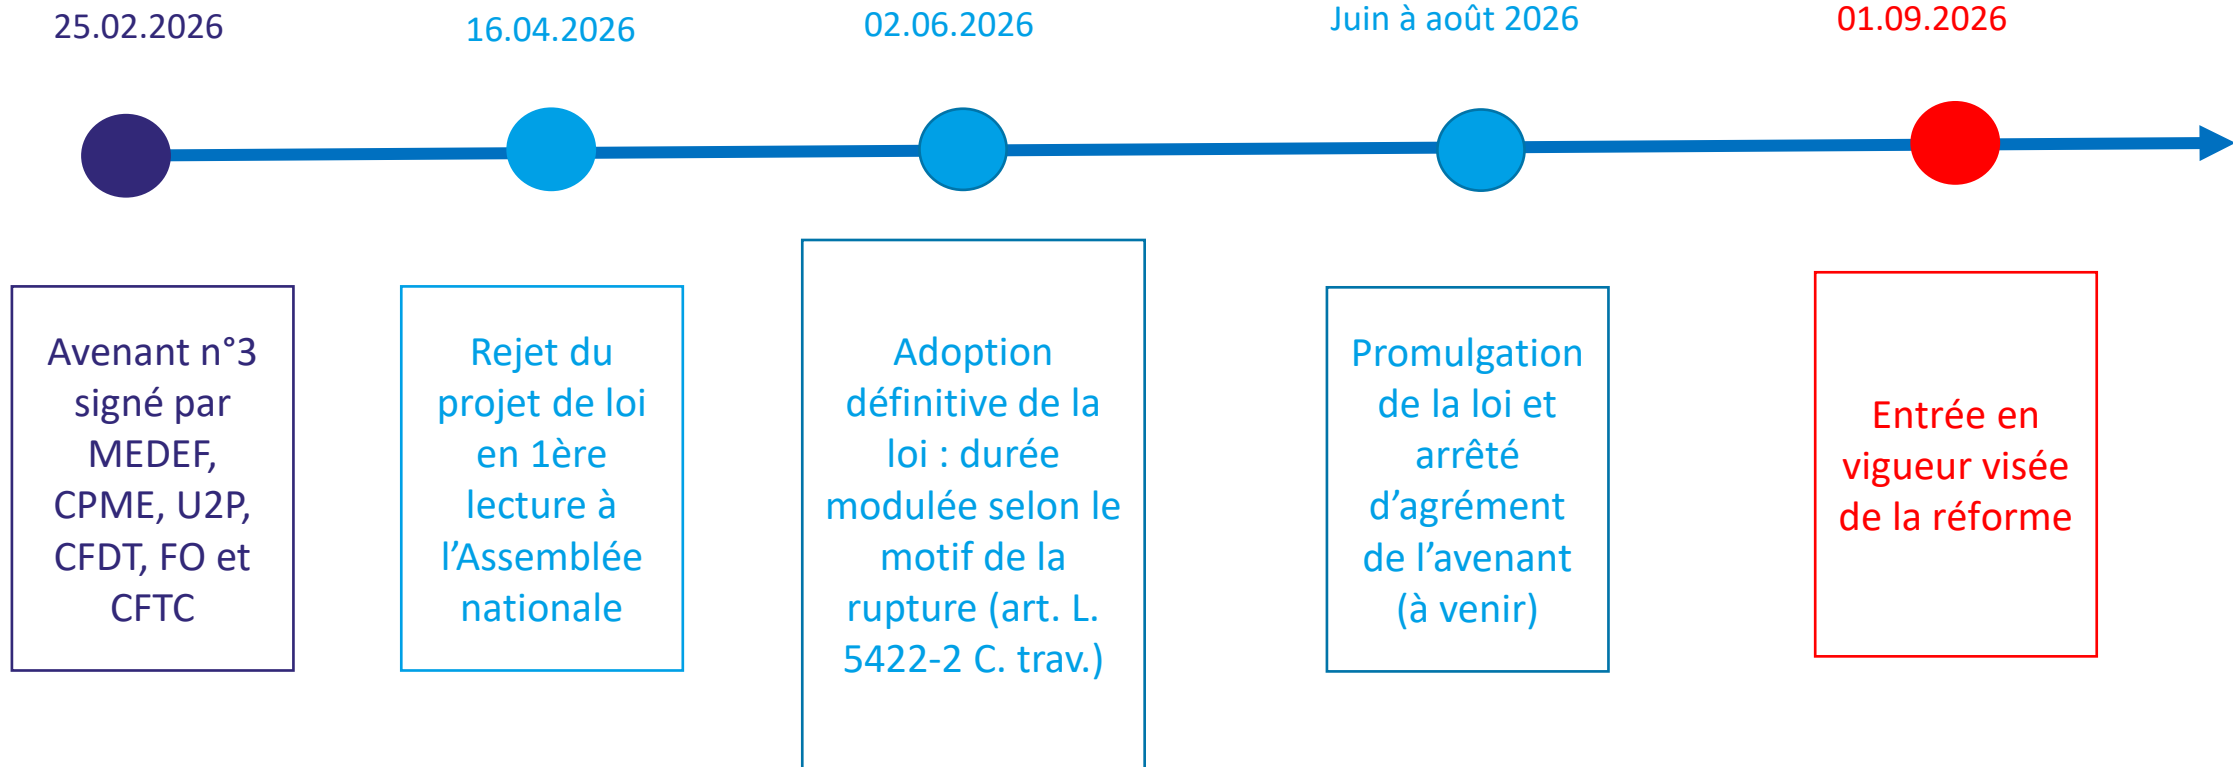 25.02.2026
16.04.2026
02.06.2026
Juin à août 2026
01.09.2026
Avenant n°3
signé par
MEDEF,
CPME, U2P,
CFDT, FO et
CFTC
Rejet du
projet de loi
en 1ère
lecture à
l’Assemblée
nationale
Adoption
définitive de la
loi : durée
modulée selon le
motif de la
rupture (art. L.
5422-2 C. trav.)
Promulgation
de la loi et
arrêté
d’agrément
de l’avenant
(à venir)
Entrée en
vigueur visée
de la réforme